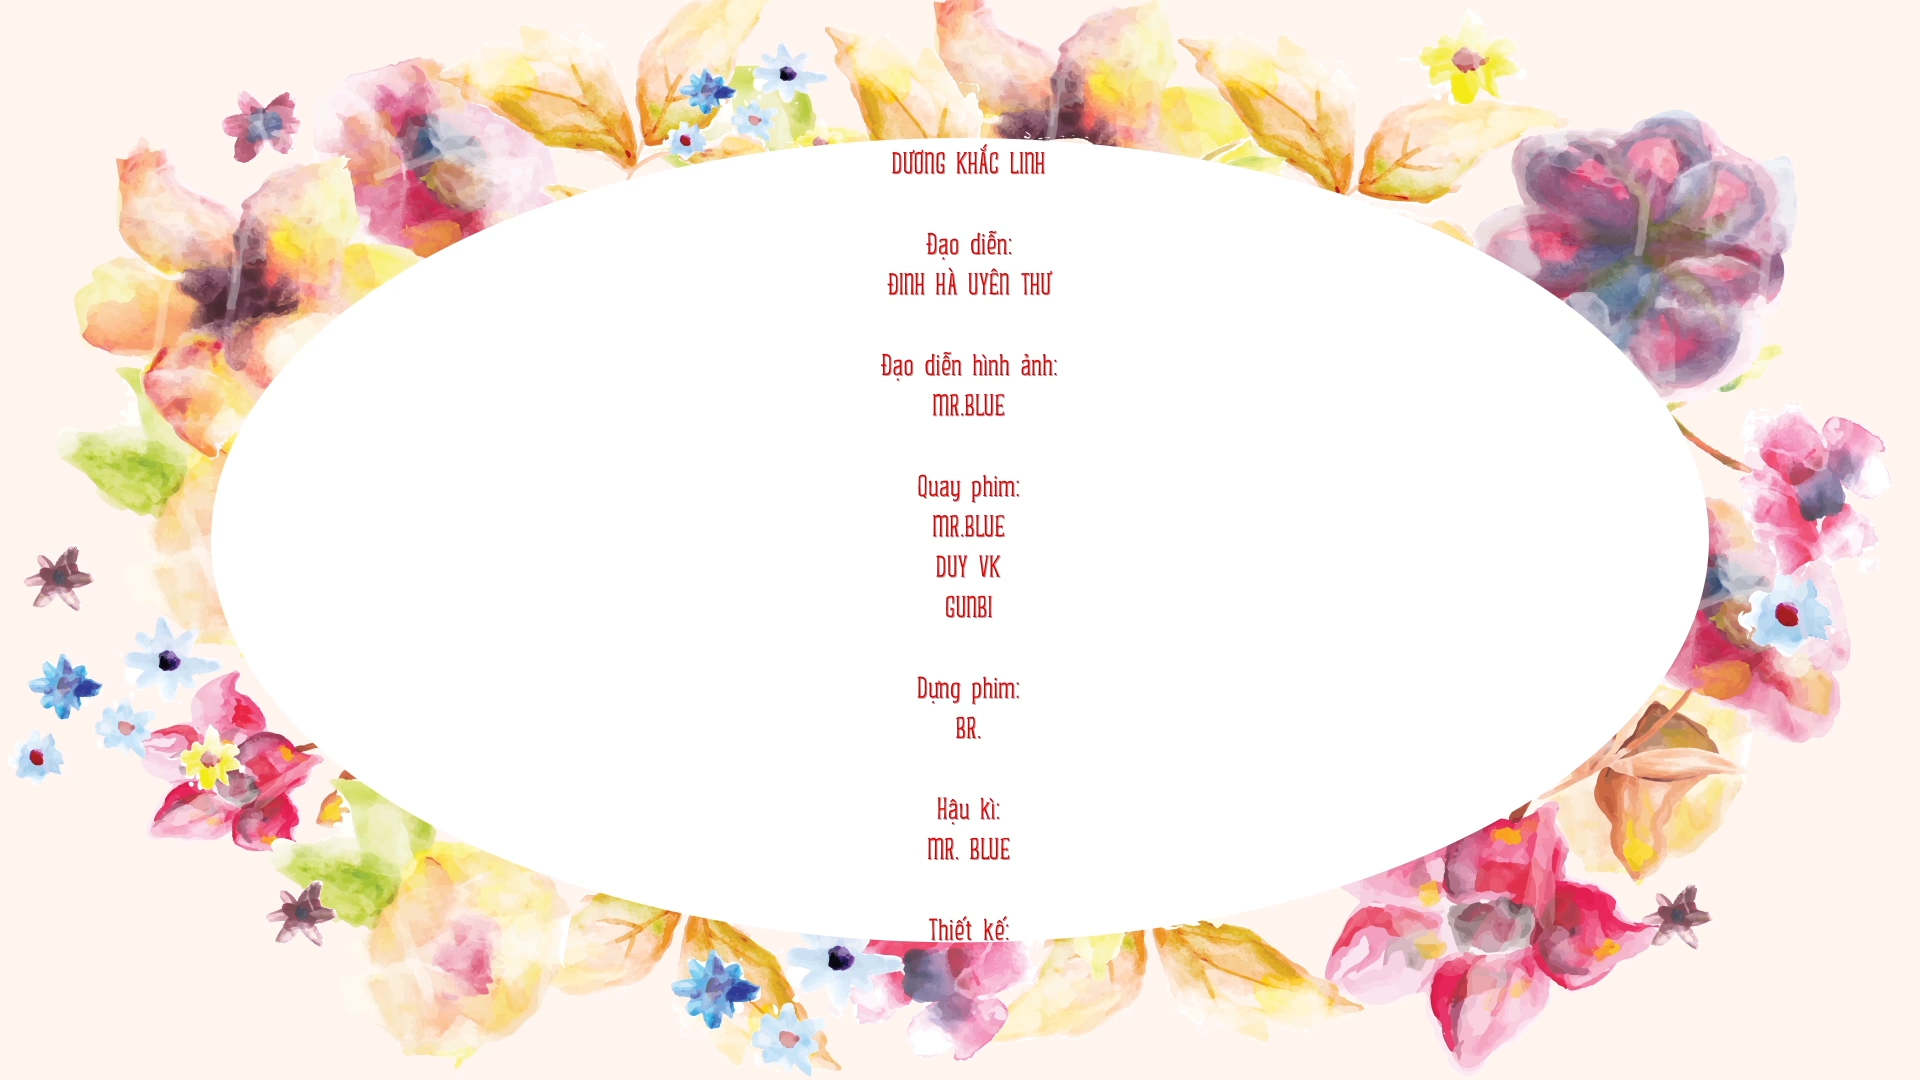 DƯƠNG KHẮC LINH
Đạo diễn:
ĐINH HÀ UYÊN THƯ
Đạo diễn hình ảnh:
MR.BLUE
Quay phim:
MR.BLUE
DUY VK
GUNBI
Dựng phim:
BR.
Hậu kì:
MR. BLUE
Thiết kế: